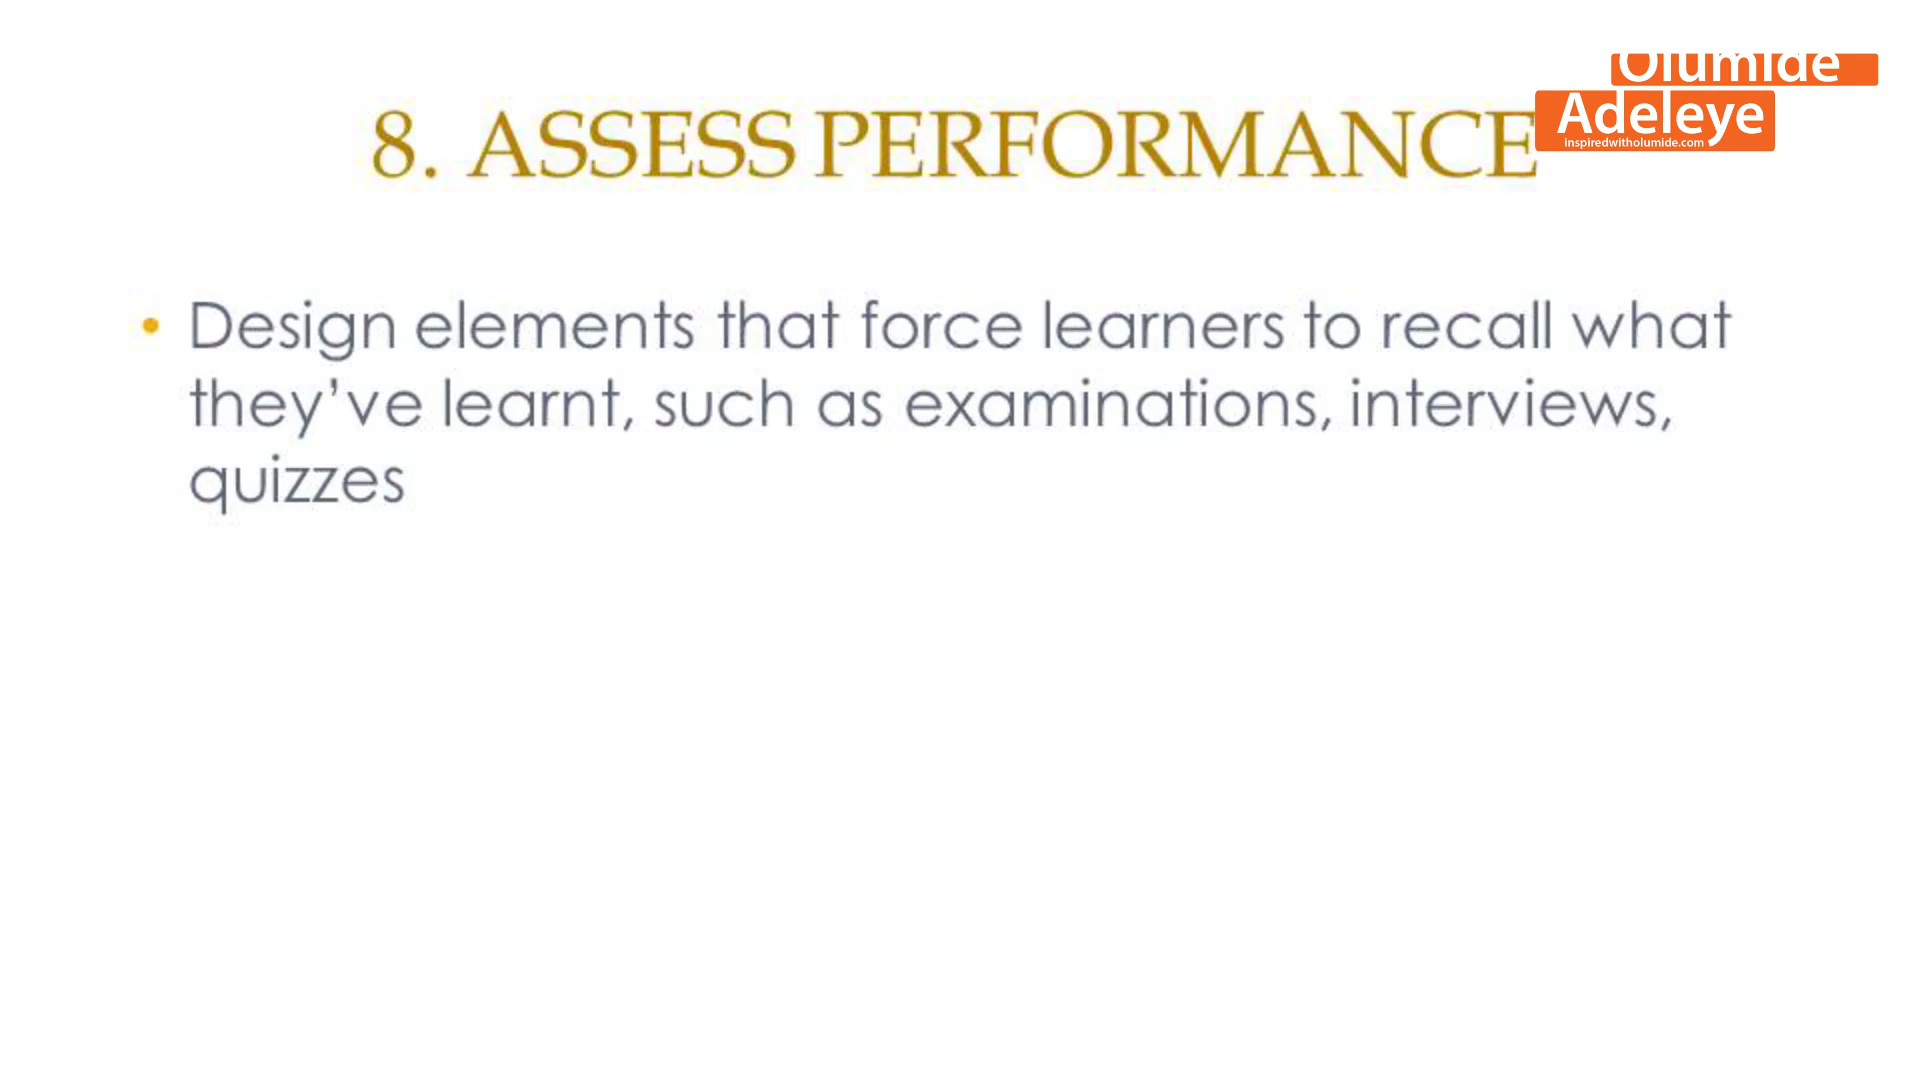 Olumide
8. ASSESS PERFORMANCE
Adeleye
inspiredwitholumide.com
• Design elements that force learners to recall what
they’ve learnt, such as examinations, interviews,
quizzes